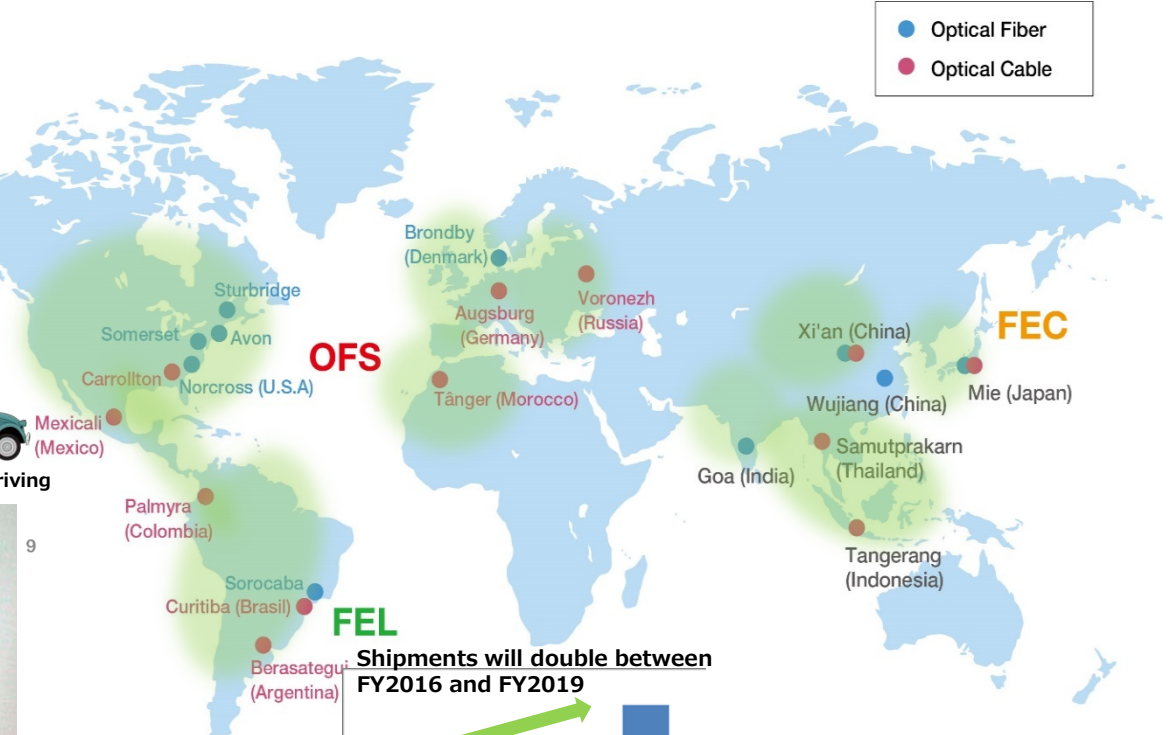 Optical Fiber
Optical Cable
Brondby
(Denmark)
Augsburg
(Germany)
Voronezh
(Russia)
Sturbridge
Somerset
Avon
Carrollton
Norcross (U.S.A)
OFS
Xi'an (China)
FEC
Mie (Japan)
Wujiang (China)
Tânger (Morocco)
Mexicali
(Mexico)
riving
Samutprakarn
(Thailand)
Goa (India)
Palmyra
(Colombia)
9
Tangerang
(Indonesia)
Sorocaba
Curitiba (Brasil)
FEL
Berasategui
(Argentina)
Shipments will double between
FY2016 and FY2019